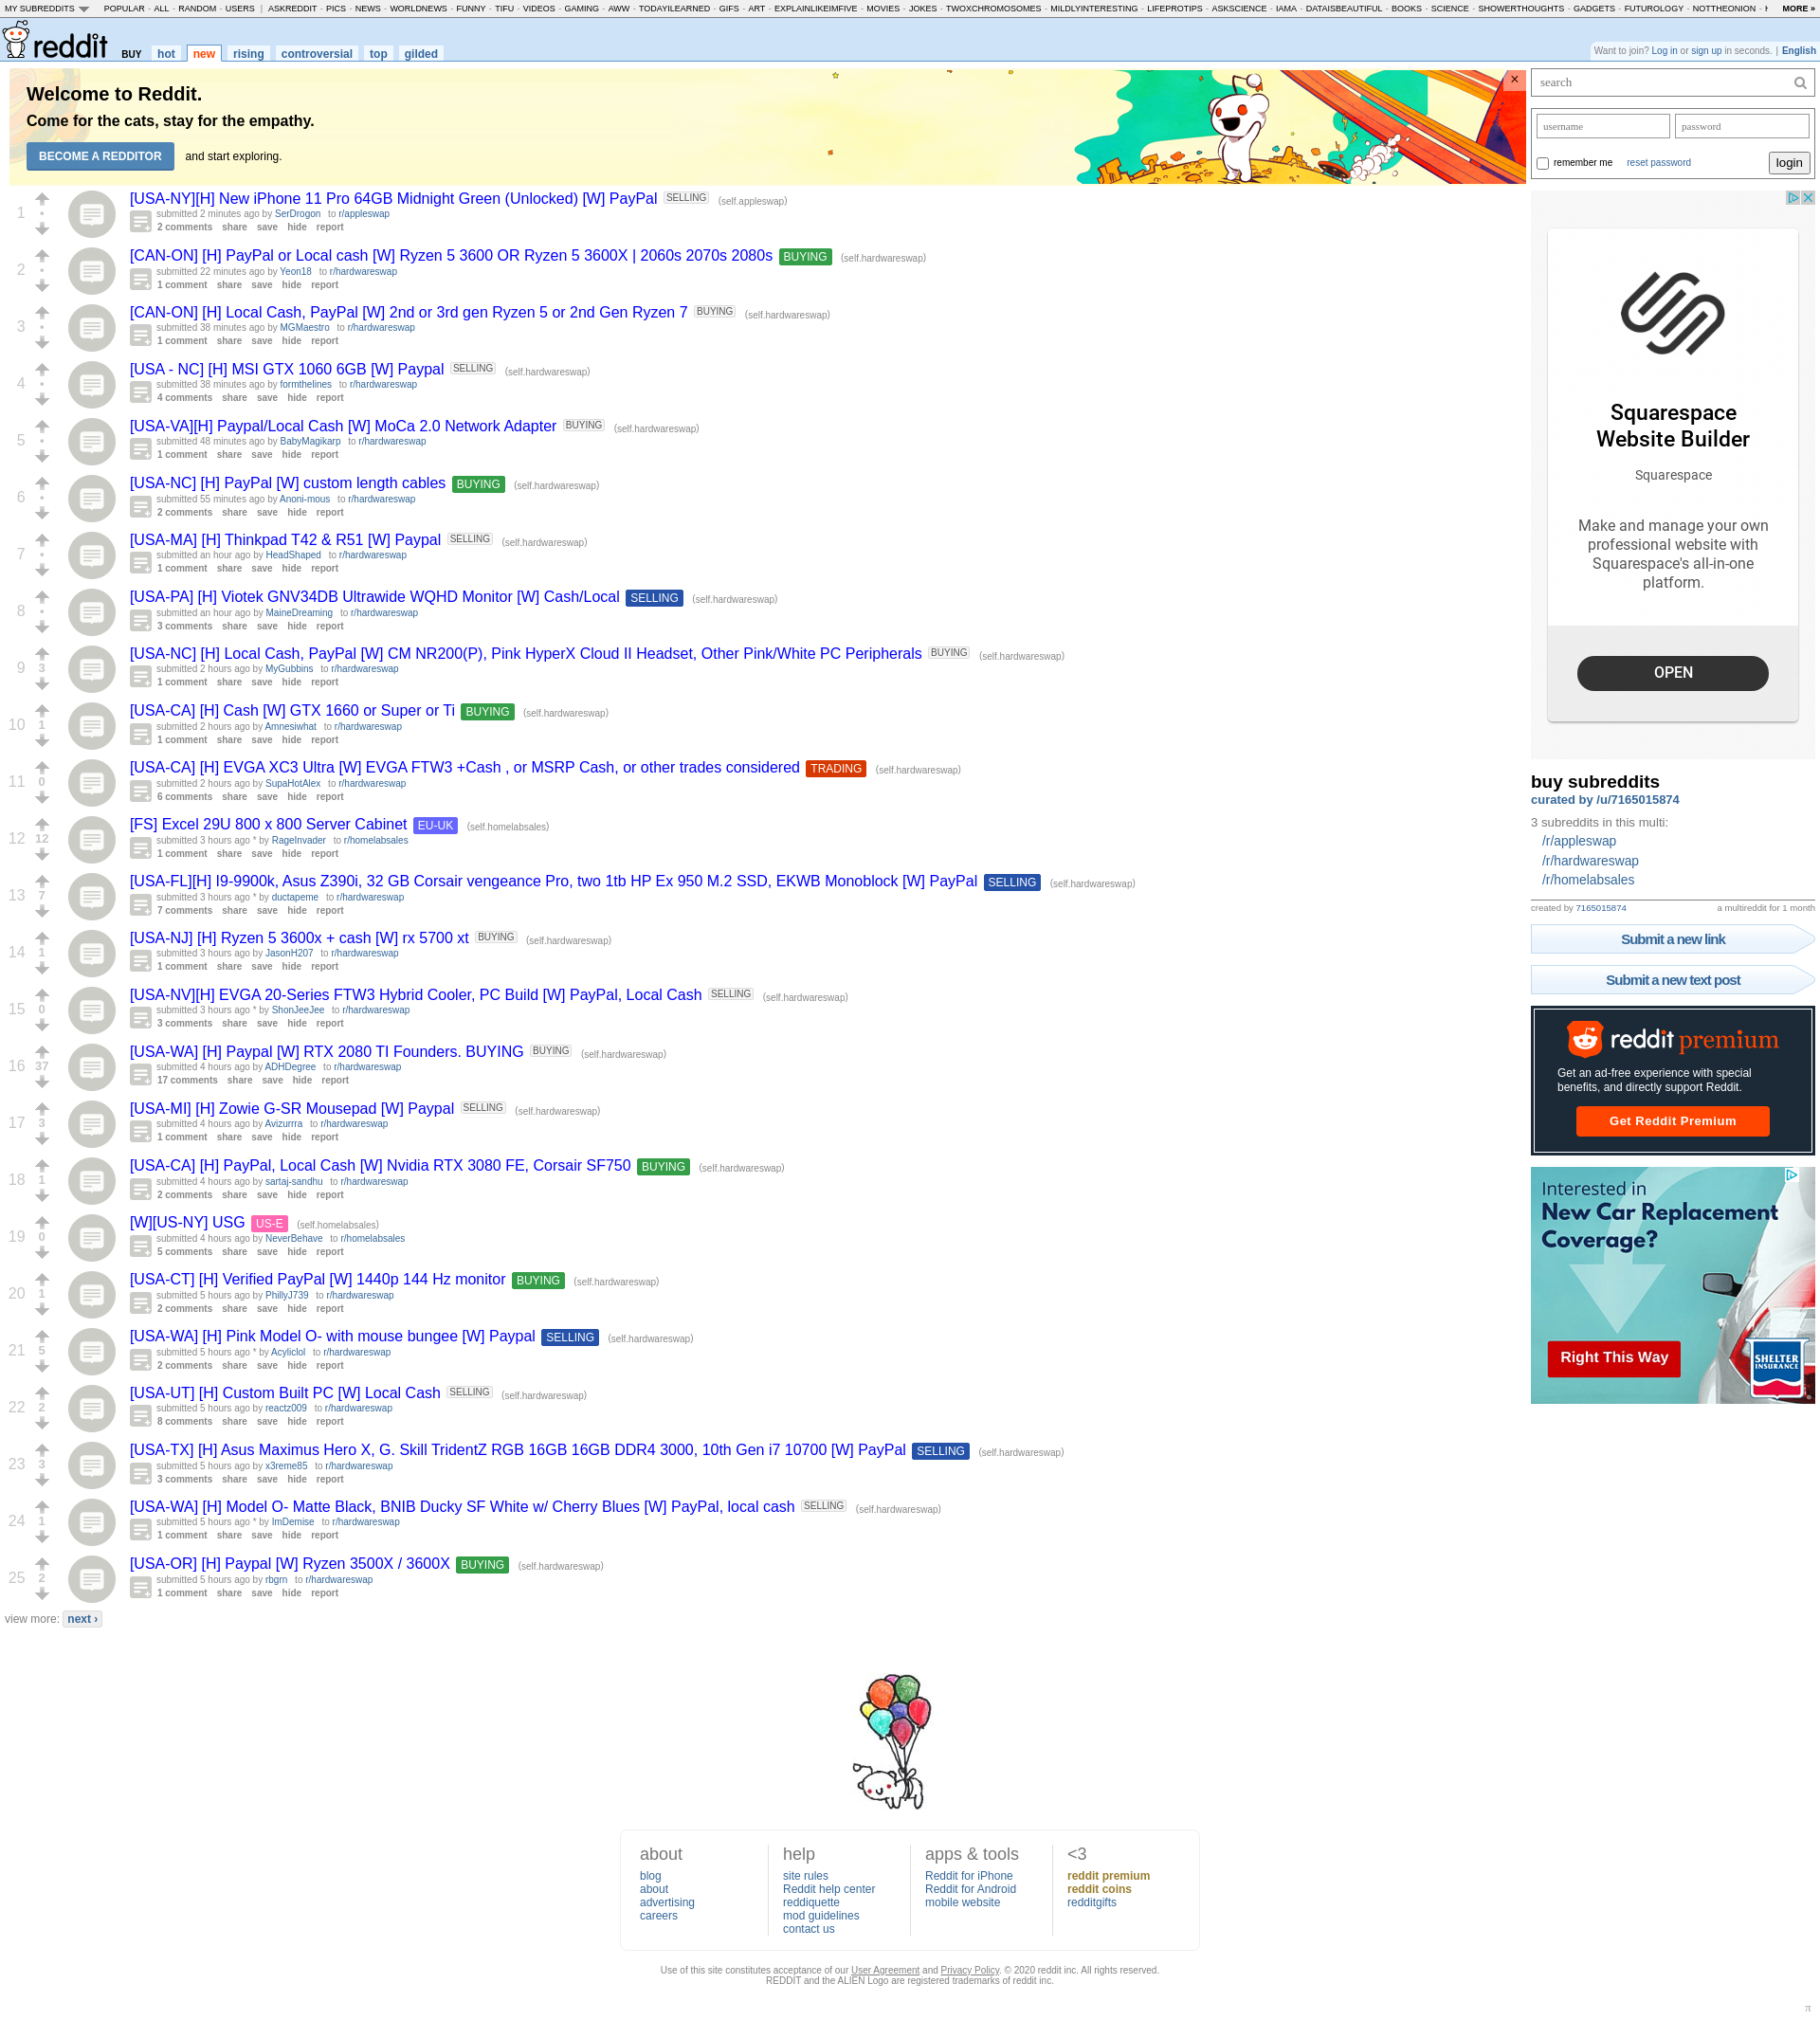 MY SUBREDDITS POPULAR - ALL - RANDOM - USERS | ASKREDDIT - PICS - NEWS - WORLDNEWS - FUNNY - TIFU - VIDEOS - GAMING - AWW - TODAYILEARNED - GIFS - ART - EXPLAINLIKEIMFIVE - MOVIES - JOKES - TWOXCHROMOSOMES - MILDLYINTERESTING - LIFEPROTIPS - ASKSCIENCE - IAMA - DATAISBEAUTIFUL - BOOKS - SCIENCE - SHOWERTHOUGHTS - GADGETS - FUTUROLOGY - NOTTHEONION - MORE »
reddit BUY hot new rising controversial top gilded
Want to join? Log in or sign up in seconds. | English
Welcome to Reddit.
Come for the cats, stay for the empathy.
BECOME A REDDITOR and start exploring.
×
1
[USA-NY][H] New iPhone 11 Pro 64GB Midnight Green (Unlocked) [W] PayPal SELLING (self.appleswap)
submitted 2 minutes ago by SerDrogon to r/appleswap
2 comments share save hide report
2
[CAN-ON] [H] PayPal or Local cash [W] Ryzen 5 3600 OR Ryzen 5 3600X | 2060s 2070s 2080s BUYING (self.hardwareswap)
submitted 22 minutes ago by Yeon18 to r/hardwareswap
1 comment share save hide report
3
[CAN-ON] [H] Local Cash, PayPal [W] 2nd or 3rd gen Ryzen 5 or 2nd Gen Ryzen 7 BUYING (self.hardwareswap)
submitted 38 minutes ago by MGMaestro to r/hardwareswap
1 comment share save hide report
4
[USA - NC] [H] MSI GTX 1060 6GB [W] Paypal SELLING (self.hardwareswap)
submitted 38 minutes ago by formthelines to r/hardwareswap
4 comments share save hide report
5
[USA-VA][H] Paypal/Local Cash [W] MoCa 2.0 Network Adapter BUYING (self.hardwareswap)
submitted 48 minutes ago by BabyMagikarp to r/hardwareswap
1 comment share save hide report
6
[USA-NC] [H] PayPal [W] custom length cables BUYING (self.hardwareswap)
submitted 55 minutes ago by Anoni-mous to r/hardwareswap
2 comments share save hide report
7
[USA-MA] [H] Thinkpad T42 & R51 [W] Paypal SELLING (self.hardwareswap)
submitted an hour ago by HeadShaped to r/hardwareswap
1 comment share save hide report
8
[USA-PA] [H] Viotek GNV34DB Ultrawide WQHD Monitor [W] Cash/Local SELLING (self.hardwareswap)
submitted an hour ago by MaineDreaming to r/hardwareswap
3 comments share save hide report
9 3
[USA-NC] [H] Local Cash, PayPal [W] CM NR200(P), Pink HyperX Cloud II Headset, Other Pink/White PC Peripherals BUYING (self.hardwareswap)
submitted 2 hours ago by MyGubbins to r/hardwareswap
1 comment share save hide report
10 1
[USA-CA] [H] Cash [W] GTX 1660 or Super or Ti BUYING (self.hardwareswap)
submitted 2 hours ago by Amnesiwhat to r/hardwareswap
1 comment share save hide report
11 0
[USA-CA] [H] EVGA XC3 Ultra [W] EVGA FTW3 +Cash , or MSRP Cash, or other trades considered TRADING (self.hardwareswap)
submitted 2 hours ago by SupaHotAlex to r/hardwareswap
6 comments share save hide report
12 12
[FS] Excel 29U 800 x 800 Server Cabinet EU-UK (self.homelabsales)
submitted 3 hours ago * by RageInvader to r/homelabsales
1 comment share save hide report
13 7
[USA-FL][H] I9-9900k, Asus Z390i, 32 GB Corsair vengeance Pro, two 1tb HP Ex 950 M.2 SSD, EKWB Monoblock [W] PayPal SELLING (self.hardwareswap)
submitted 3 hours ago * by ductapeme to r/hardwareswap
7 comments share save hide report
14 1
[USA-NJ] [H] Ryzen 5 3600x + cash [W] rx 5700 xt BUYING (self.hardwareswap)
submitted 3 hours ago by JasonH207 to r/hardwareswap
1 comment share save hide report
15 0
[USA-NV][H] EVGA 20-Series FTW3 Hybrid Cooler, PC Build [W] PayPal, Local Cash SELLING (self.hardwareswap)
submitted 3 hours ago * by ShonJeeJee to r/hardwareswap
3 comments share save hide report
16 37
[USA-WA] [H] Paypal [W] RTX 2080 TI Founders. BUYING BUYING (self.hardwareswap)
submitted 4 hours ago by ADHDegree to r/hardwareswap
17 comments share save hide report
17 3
[USA-MI] [H] Zowie G-SR Mousepad [W] Paypal SELLING (self.hardwareswap)
submitted 4 hours ago by Avizurrra to r/hardwareswap
1 comment share save hide report
18 1
[USA-CA] [H] PayPal, Local Cash [W] Nvidia RTX 3080 FE, Corsair SF750 BUYING (self.hardwareswap)
submitted 4 hours ago by sartaj-sandhu to r/hardwareswap
2 comments share save hide report
19 0
[W][US-NY] USG US-E (self.homelabsales)
submitted 4 hours ago by NeverBehave to r/homelabsales
5 comments share save hide report
20 1
[USA-CT] [H] Verified PayPal [W] 1440p 144 Hz monitor BUYING (self.hardwareswap)
submitted 5 hours ago by PhillyJ739 to r/hardwareswap
2 comments share save hide report
21 5
[USA-WA] [H] Pink Model O- with mouse bungee [W] Paypal SELLING (self.hardwareswap)
submitted 5 hours ago * by Acyliclol to r/hardwareswap
2 comments share save hide report
22 2
[USA-UT] [H] Custom Built PC [W] Local Cash SELLING (self.hardwareswap)
submitted 5 hours ago by reactz009 to r/hardwareswap
8 comments share save hide report
23 3
[USA-TX] [H] Asus Maximus Hero X, G. Skill TridentZ RGB 16GB 16GB DDR4 3000, 10th Gen i7 10700 [W] PayPal SELLING (self.hardwareswap)
submitted 5 hours ago by x3reme85 to r/hardwareswap
3 comments share save hide report
24 1
[USA-WA] [H] Model O- Matte Black, BNIB Ducky SF White w/ Cherry Blues [W] PayPal, local cash SELLING (self.hardwareswap)
submitted 5 hours ago * by ImDemise to r/hardwareswap
1 comment share save hide report
25 2
[USA-OR] [H] Paypal [W] Ryzen 3500X / 3600X BUYING (self.hardwareswap)
submitted 5 hours ago by rbgrn to r/hardwareswap
1 comment share save hide report
view more: next ›
search
username password
remember me reset password login
Squarespace
Website Builder
Squarespace
Make and manage your own
professional website with
Squarespace's all-in-one
platform.
OPEN
buy subreddits
curated by /u/7165015874
3 subreddits in this multi:
/r/appleswap
/r/hardwareswap
/r/homelabsales
created by 7165015874 a multireddit for 1 month
Submit a new link
Submit a new text post
reddit premium
Get an ad-free experience with special
benefits, and directly support Reddit.
Get Reddit Premium
Interested in
New Car Replacement
Coverage?
Right This Way
SHELTER
INSURANCE
about
blog
about
advertising
careers
help
site rules
Reddit help center
reddiquette
mod guidelines
contact us
apps & tools
Reddit for iPhone
Reddit for Android
mobile website
<3
reddit premium
reddit coins
redditgifts
Use of this site constitutes acceptance of our User Agreement and Privacy Policy. © 2020 reddit inc. All rights reserved.
REDDIT and the ALIEN Logo are registered trademarks of reddit inc.
π